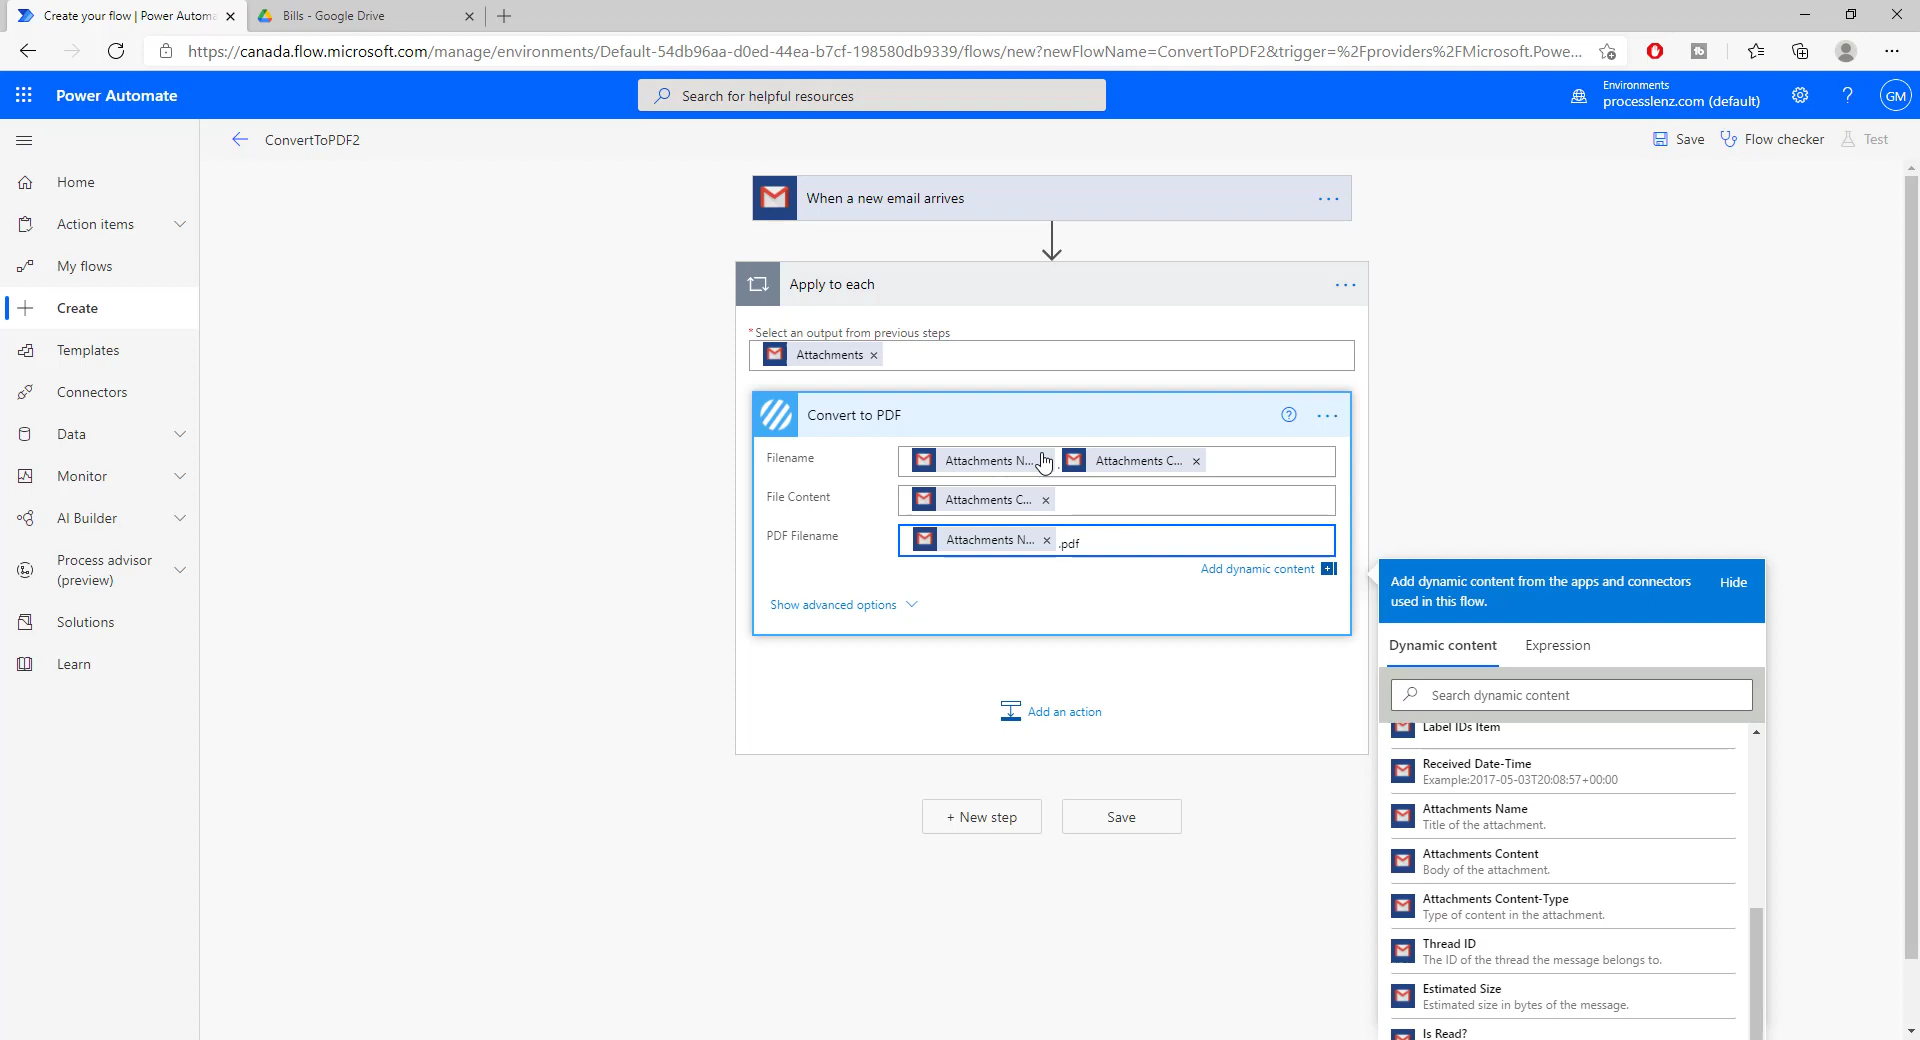 Create your flow | Power Automa
Bills - Google Drive
https://canada.flow.microsoft.com/manage/environments/Default-54db96aa-d0ed-44ea-b7cf-198580db9339/flows/new?newFlowName=ConvertToPDF2&trigger=%2Fproviders%2FMicrosoft.Powe...
Power Automate
Search for helpful resources
Environments
processlenz.com (default)
?
GM
ConvertToPDF2
Save
Flow checker
Test
Home
Action items
My flows
Create
Templates
Connectors
Data
Monitor
AI Builder
Process advisor
(preview)
Solutions
Learn
When a new email arrives
Apply to each
* Select an output from previous steps
Attachments
Convert to PDF
Filename
Attachments N...
.
Attachments C...
File Content
Attachments C...
PDF Filename
Attachments N...
.pdf
Add dynamic content
Show advanced options
Add an action
+ New step
Save
Add dynamic content from the apps and connectors
used in this flow.
Hide
Dynamic content
Expression
Search dynamic content
Label IDs Item
Received Date-Time
Example:2017-05-03T20:08:57+00:00
Attachments Name
Title of the attachment.
Attachments Content
Body of the attachment.
Attachments Content-Type
Type of content in the attachment.
Thread ID
The ID of the thread the message belongs to.
Estimated Size
Estimated size in bytes of the message.
Is Read?